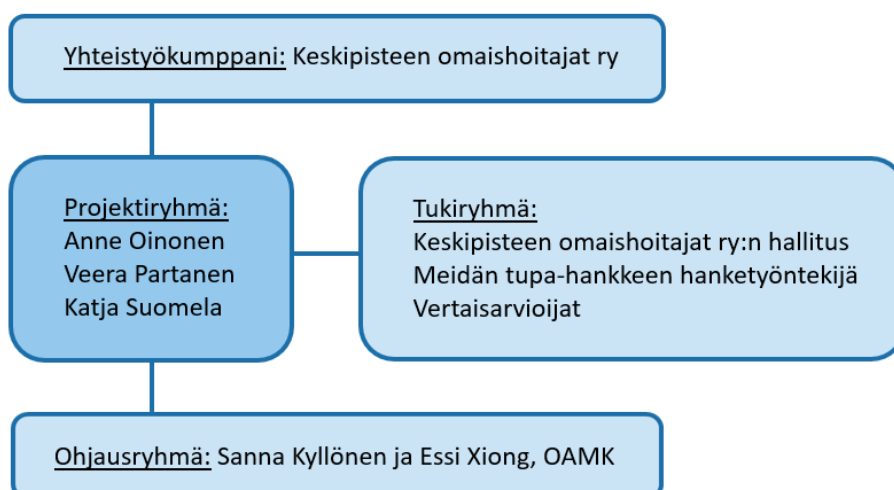 Yhteistyökumppani: Keskipisteen omaishoitajat ry
Projektiryhmä:
Anne Oinonen
Veera Partanen
Katja Suomela
Tukiryhmä:
Keskipisteen omaishoitajat ry:n hallitus
Meidän tupa-hankkeen hanketyöntekijä
Vertaisarvioijat
Ohjausryhmä: Sanna Kyllönen ja Essi Xiong, OAMK